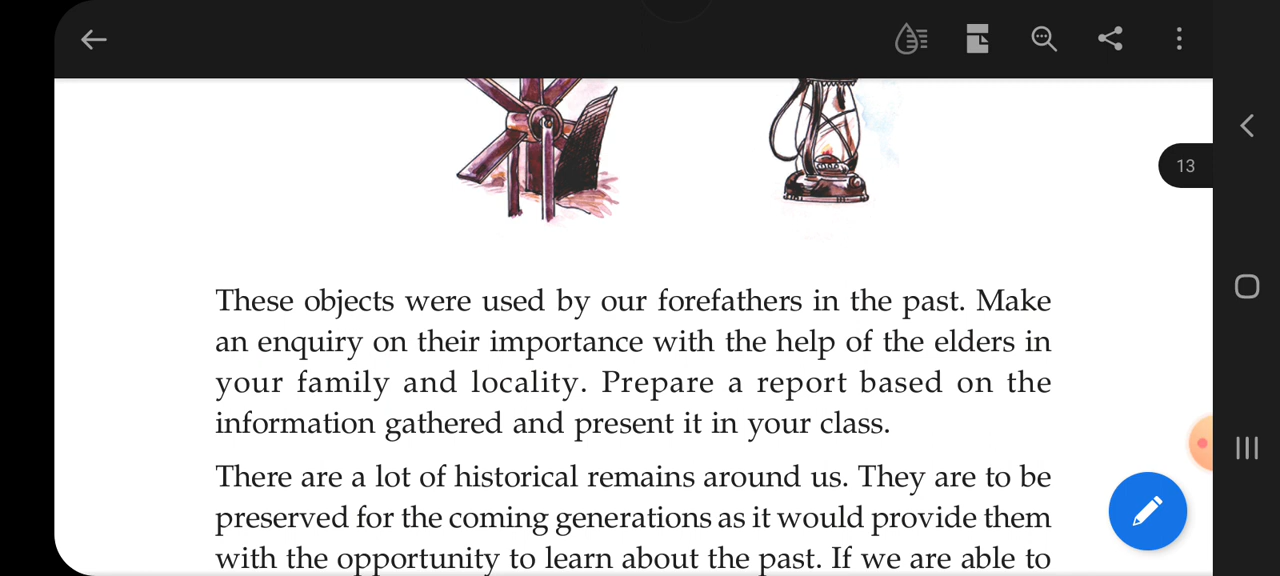 13
These objects were used by our forefathers in the past. Make
an enquiry on their importance with the help of the elders in
your family and locality. Prepare a report based on the
information gathered and present it in your class.
There are a lot of historical remains around us. They are to be
preserved for the coming generations as it would provide them
with the opportunity to learn about the past. If we are able to